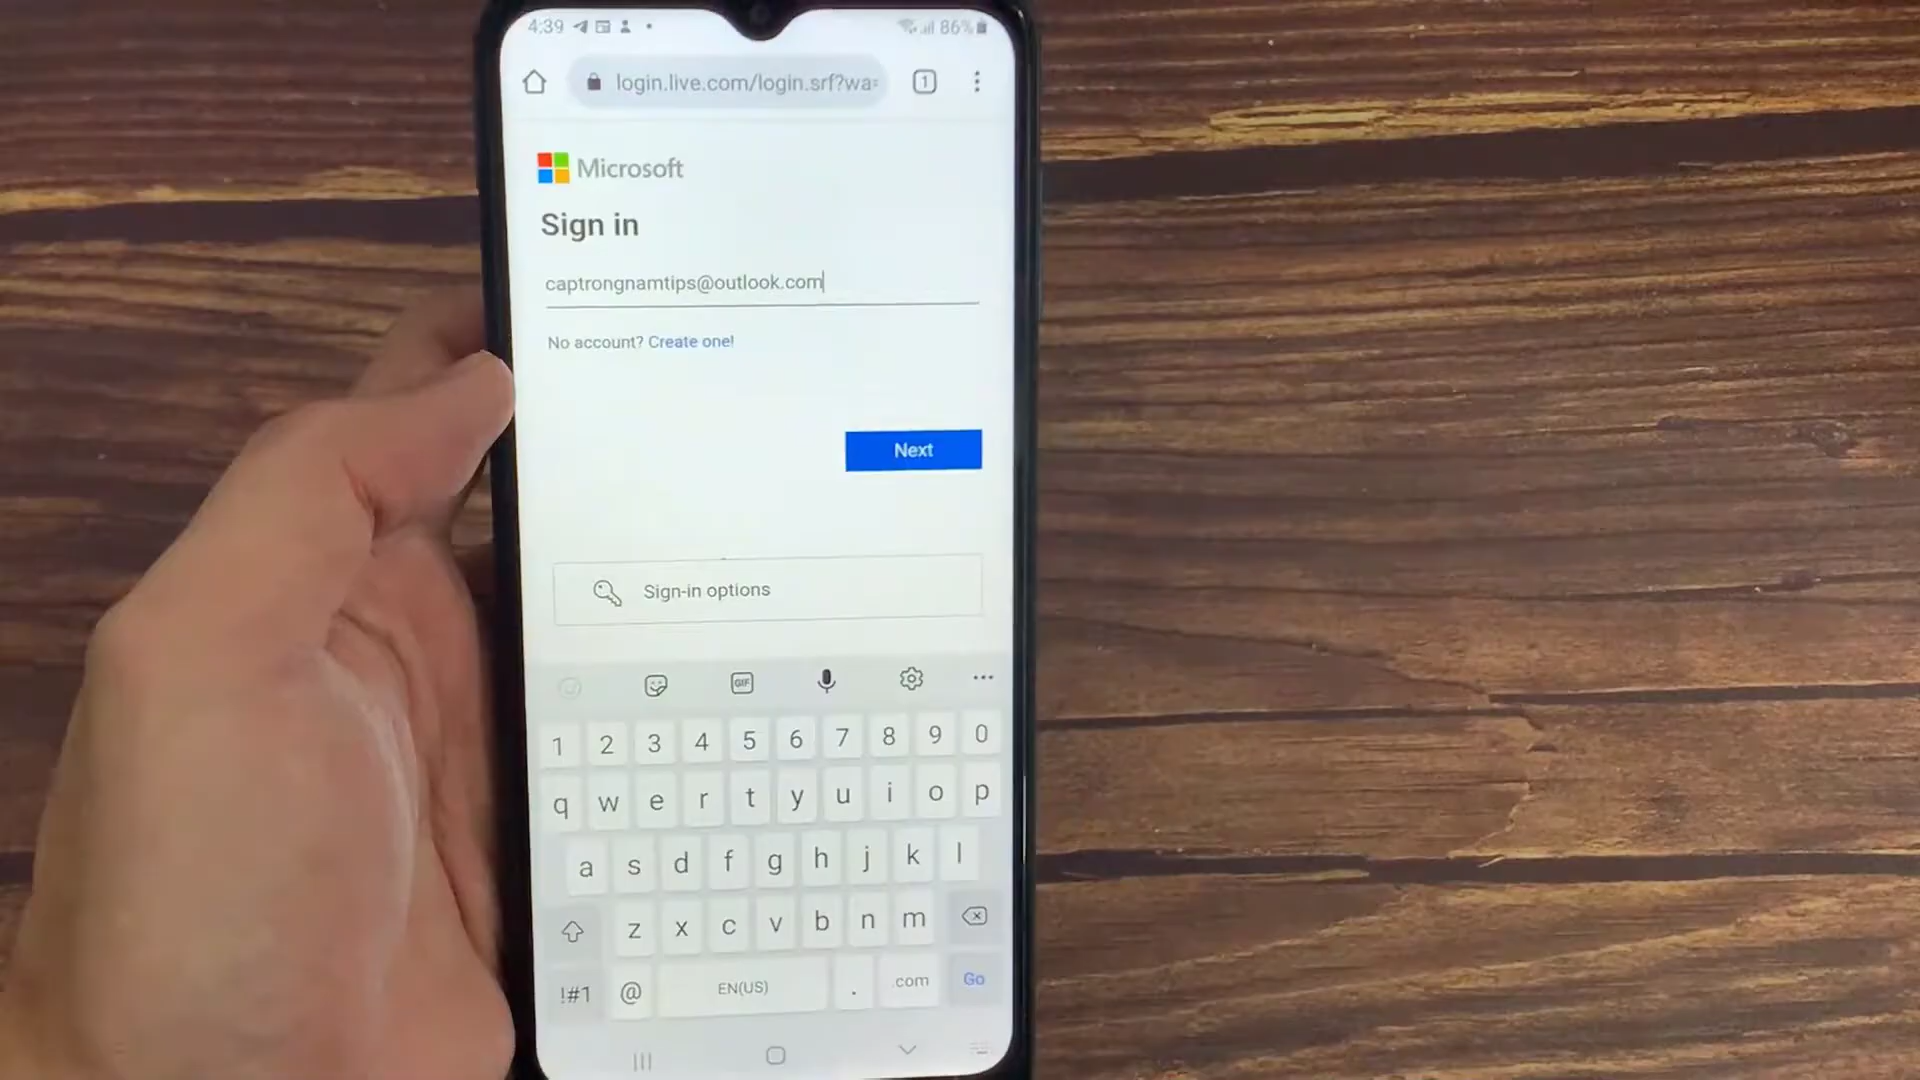 4:39 86%
login.live.com/login.srf?wa=
1
Microsoft
Sign in
captrongnamtips@outlook.com
No account? Create one!
Next
Sign-in options
GIF
1 2 3 4 5 6 7 8 9 0
q w e r t y u i o p
a s d f g h j k l
z x c v b n m
!#1 @ EN(US) . .com Go